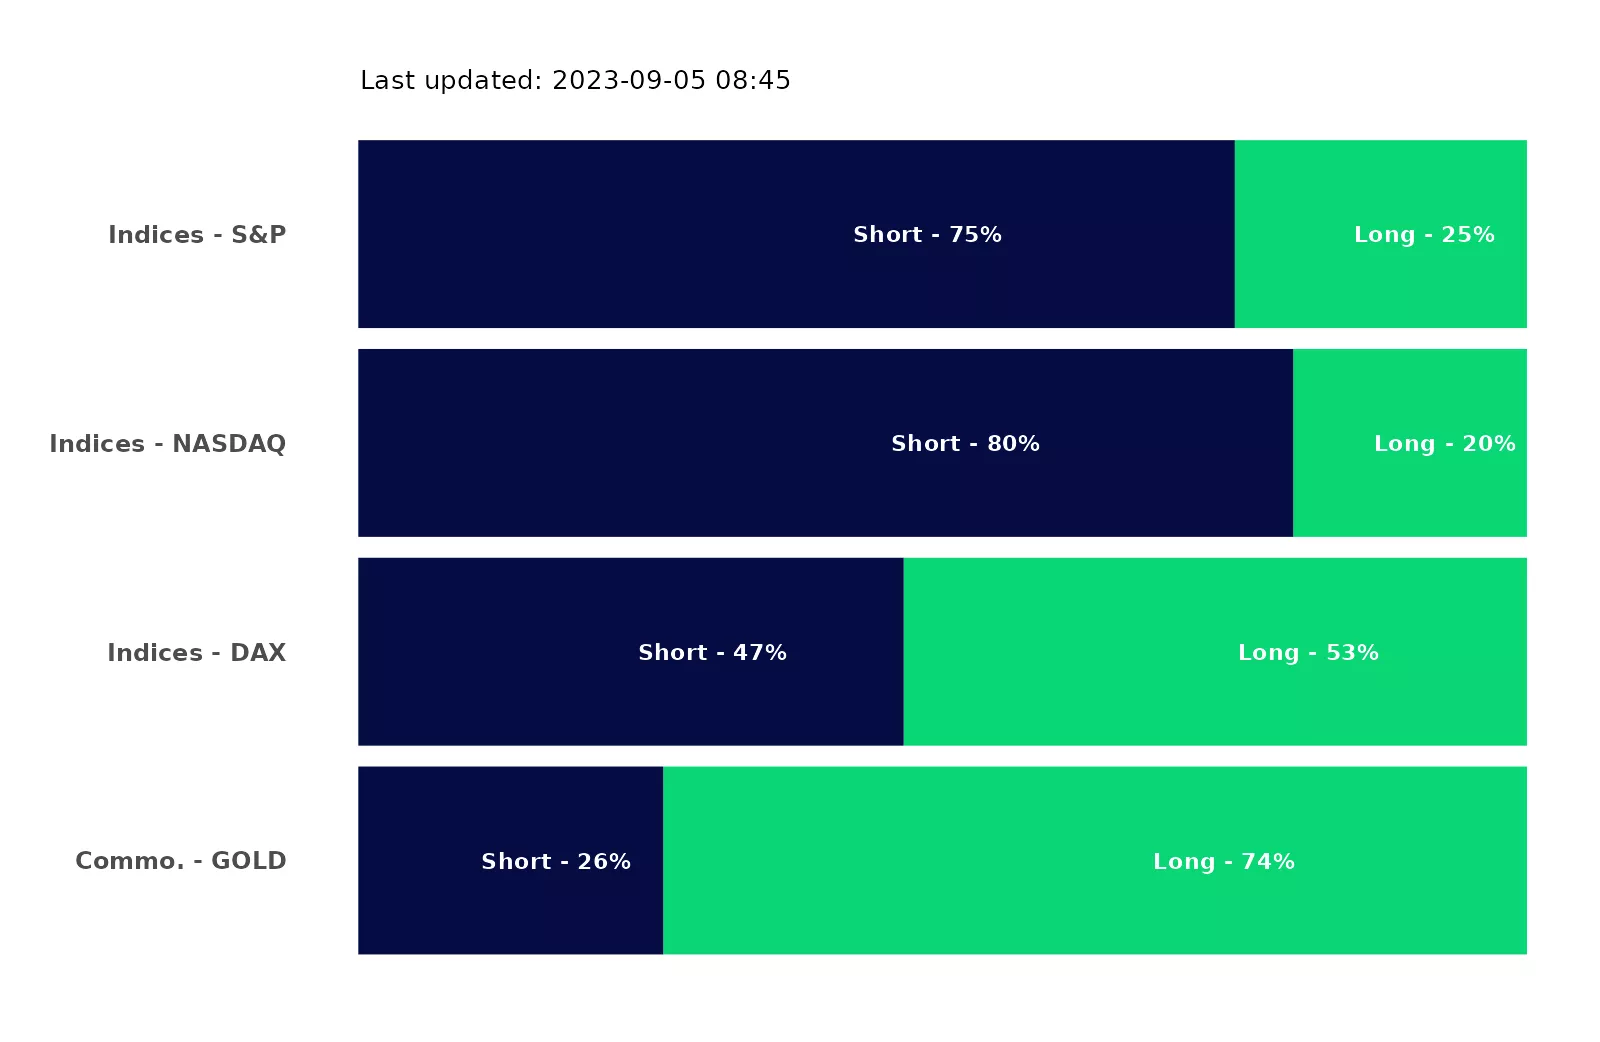 Last updated: 2023-09-05 08:45
Indices - S&P Short - 75% Long - 25%
Indices - NASDAQ Short - 80% Long - 20%
Indices - DAX Short - 47% Long - 53%
Commo. - GOLD Short - 26% Long - 74%